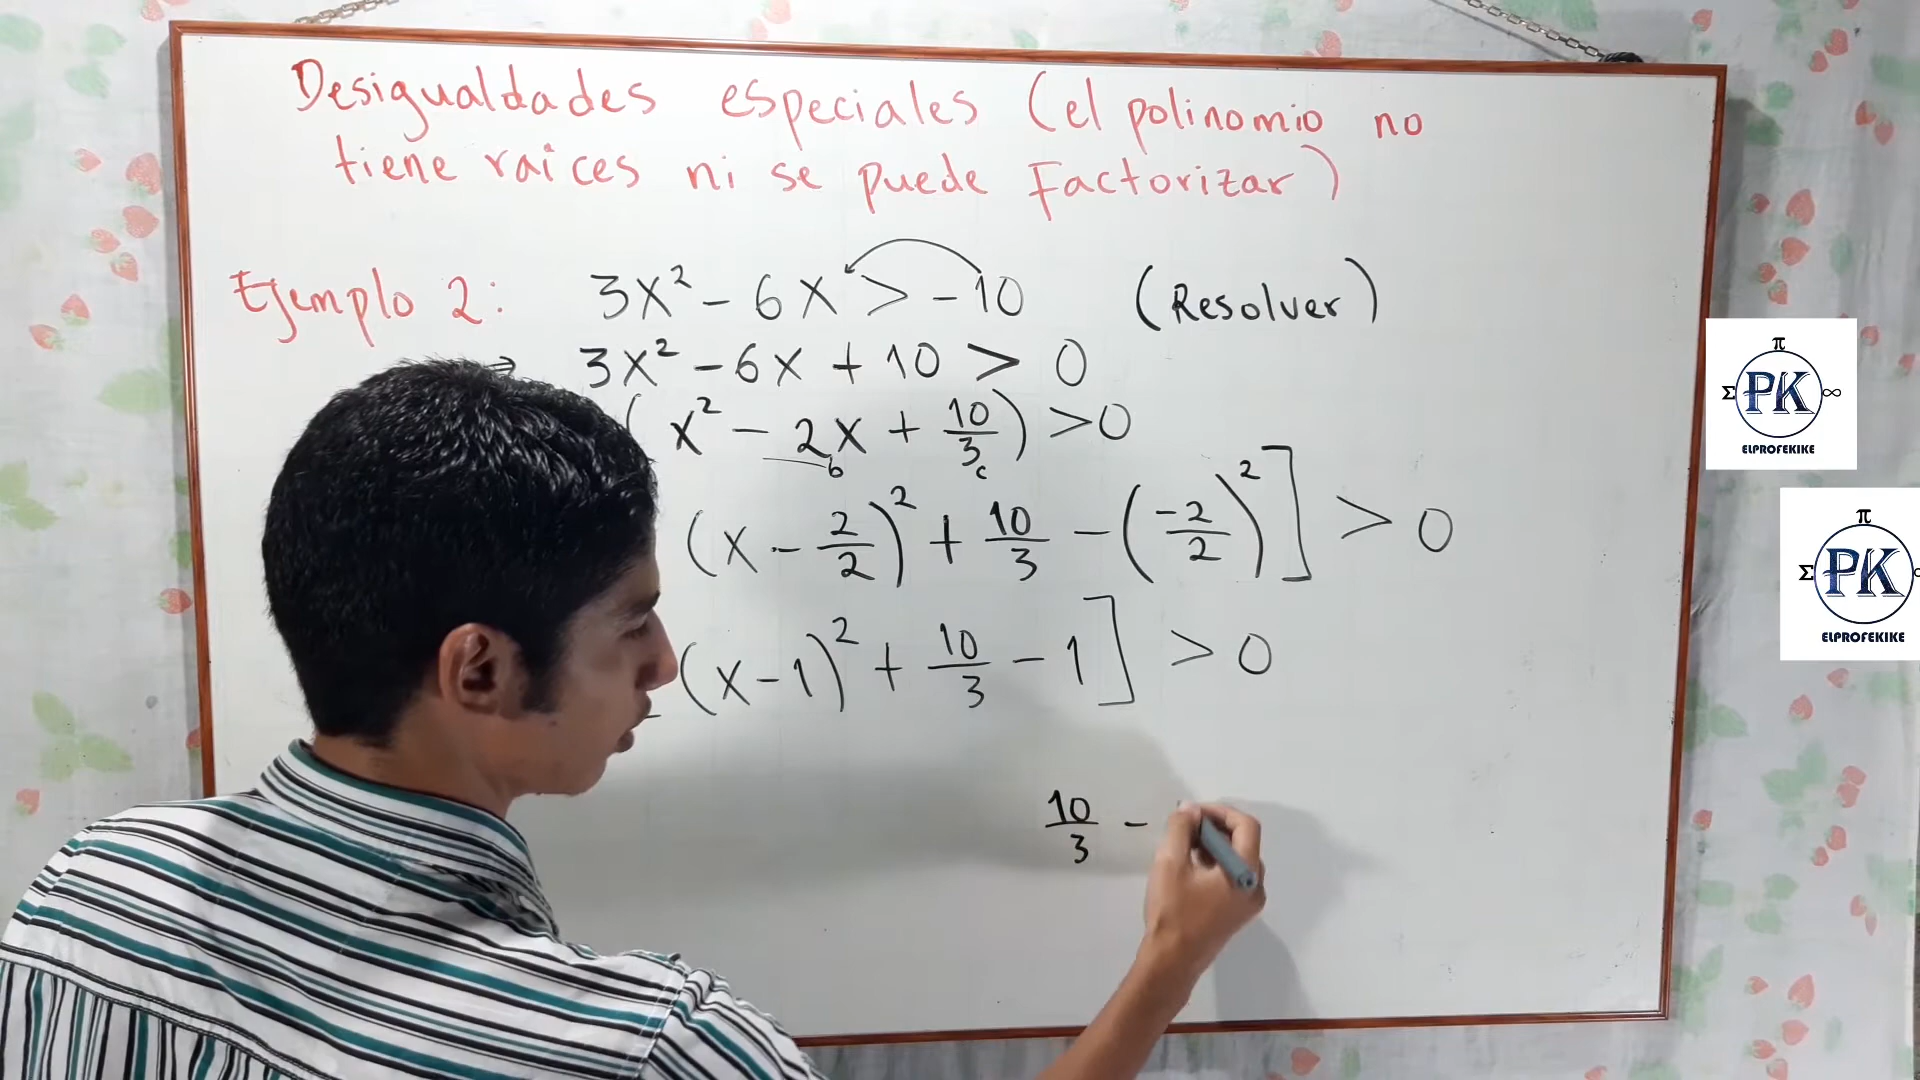 Desigualdades especiales (el polinomio no
tiene raíces ni se puede Factorizar)
Ejemplo 2: 3x² - 6x > -10 (Resolver)
⇒ 3x² - 6x + 10 > 0
(x² - 2x + 10/3) > 0
b c
(x - 2/2)² + 10/3 - (-2/2)²] > 0
(x-1)² + 10/3 - 1] > 0
10/3 -
π
Σ PK ∞
ELPROFEKIKE
π
Σ PK
ELPROFEKIKE